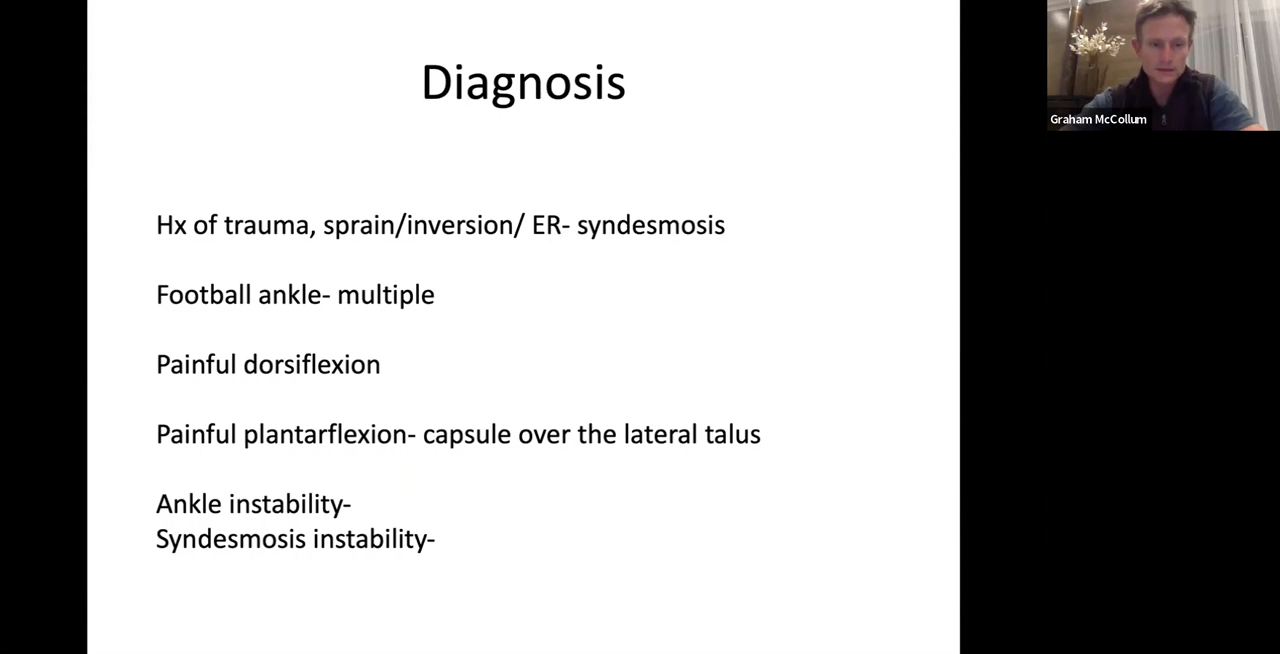 Diagnosis
Graham McCollum
Hx of trauma, sprain/inversion/ ER- syndesmosis
Football ankle- multiple
Painful dorsiflexion
Painful plantarflexion- capsule over the lateral talus
Ankle instability-
Syndesmosis instability-